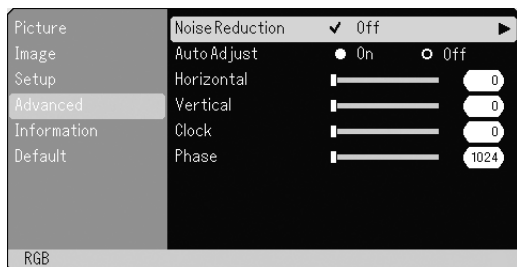 Picture
Image
Setup
Advanced
Information
Default
Noise Reduction ✔ Off ▶
Auto Adjust On Off
Horizontal 0
Vertical 0
Clock 0
Phase 1024
RGB